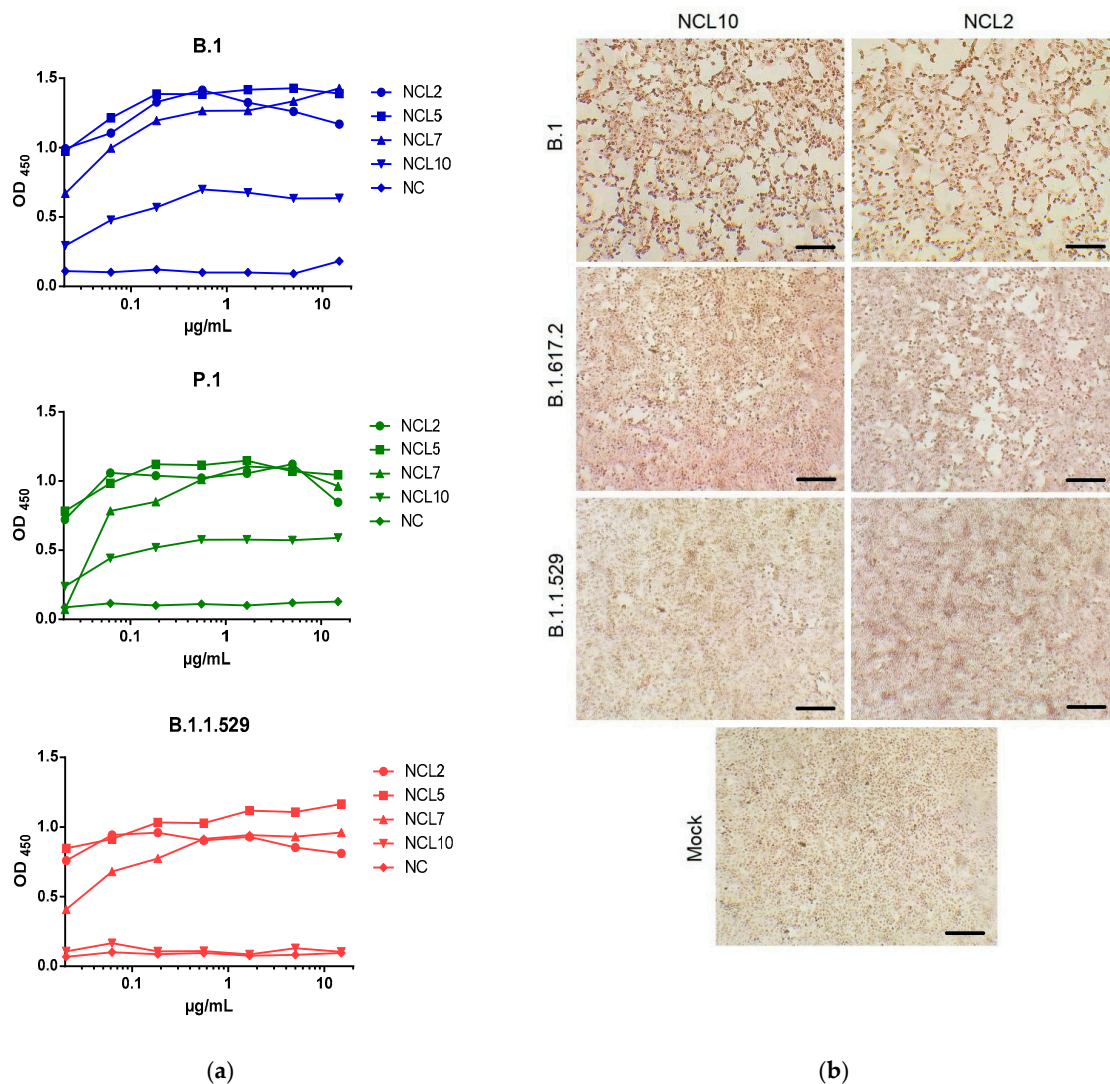 B.1
1.5
1.0
0.5
0.0
OD 450
0.1
1
10
µg/mL
NCL2
NCL5
NCL7
NCL10
NC
P.1
1.5
1.0
0.5
0.0
OD 450
0.1
1
10
µg/mL
NCL2
NCL5
NCL7
NCL10
NC
B.1.1.529
1.5
1.0
0.5
0.0
OD 450
0.1
1
10
µg/mL
NCL2
NCL5
NCL7
NCL10
NC
(a)
NCL10
NCL2
B.1
B.1.617.2
B.1.1.529
Mock
(b)